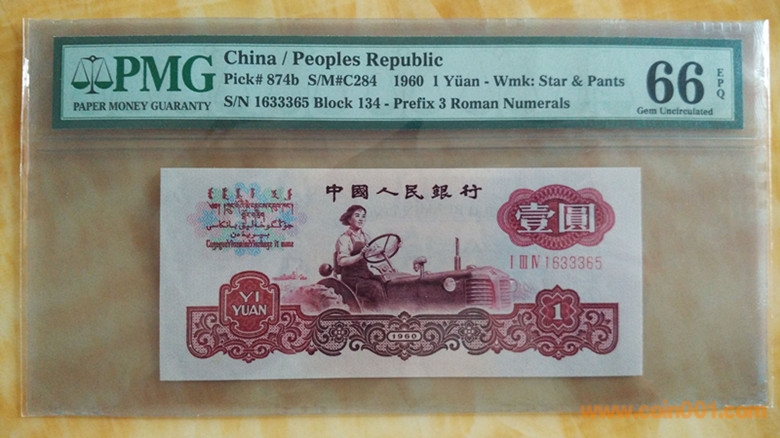 PMG
PAPER MONEY GUARANTY
China / Peoples Republic
Pick# 874b S/M#C284 1960 1 Yüan - Wmk: Star & Pants
S/N 1633365 Block 134 - Prefix 3 Roman Numerals
66 EPQ
Gem Uncirculated
中國人民銀行
壹圓
I III IV 1633365
YI
YUAN
1960
1
www.coin001.com